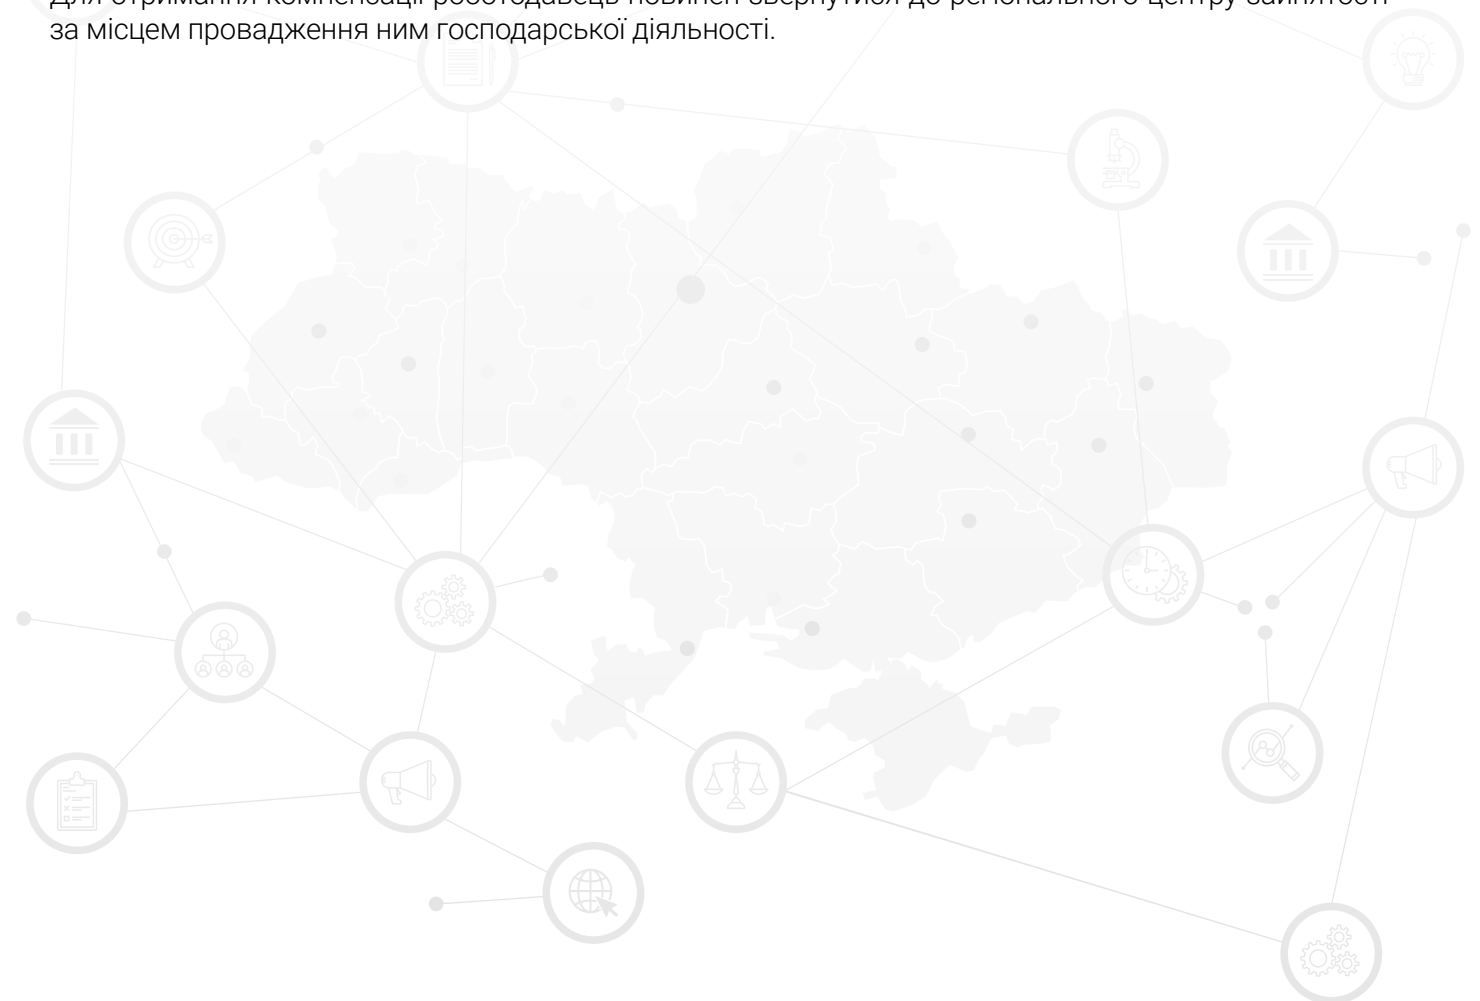 Для отримання компенсації роботодавець повинен звернутися до регіонального центру зайнятості
за місцем провадження ним господарської діяльності.